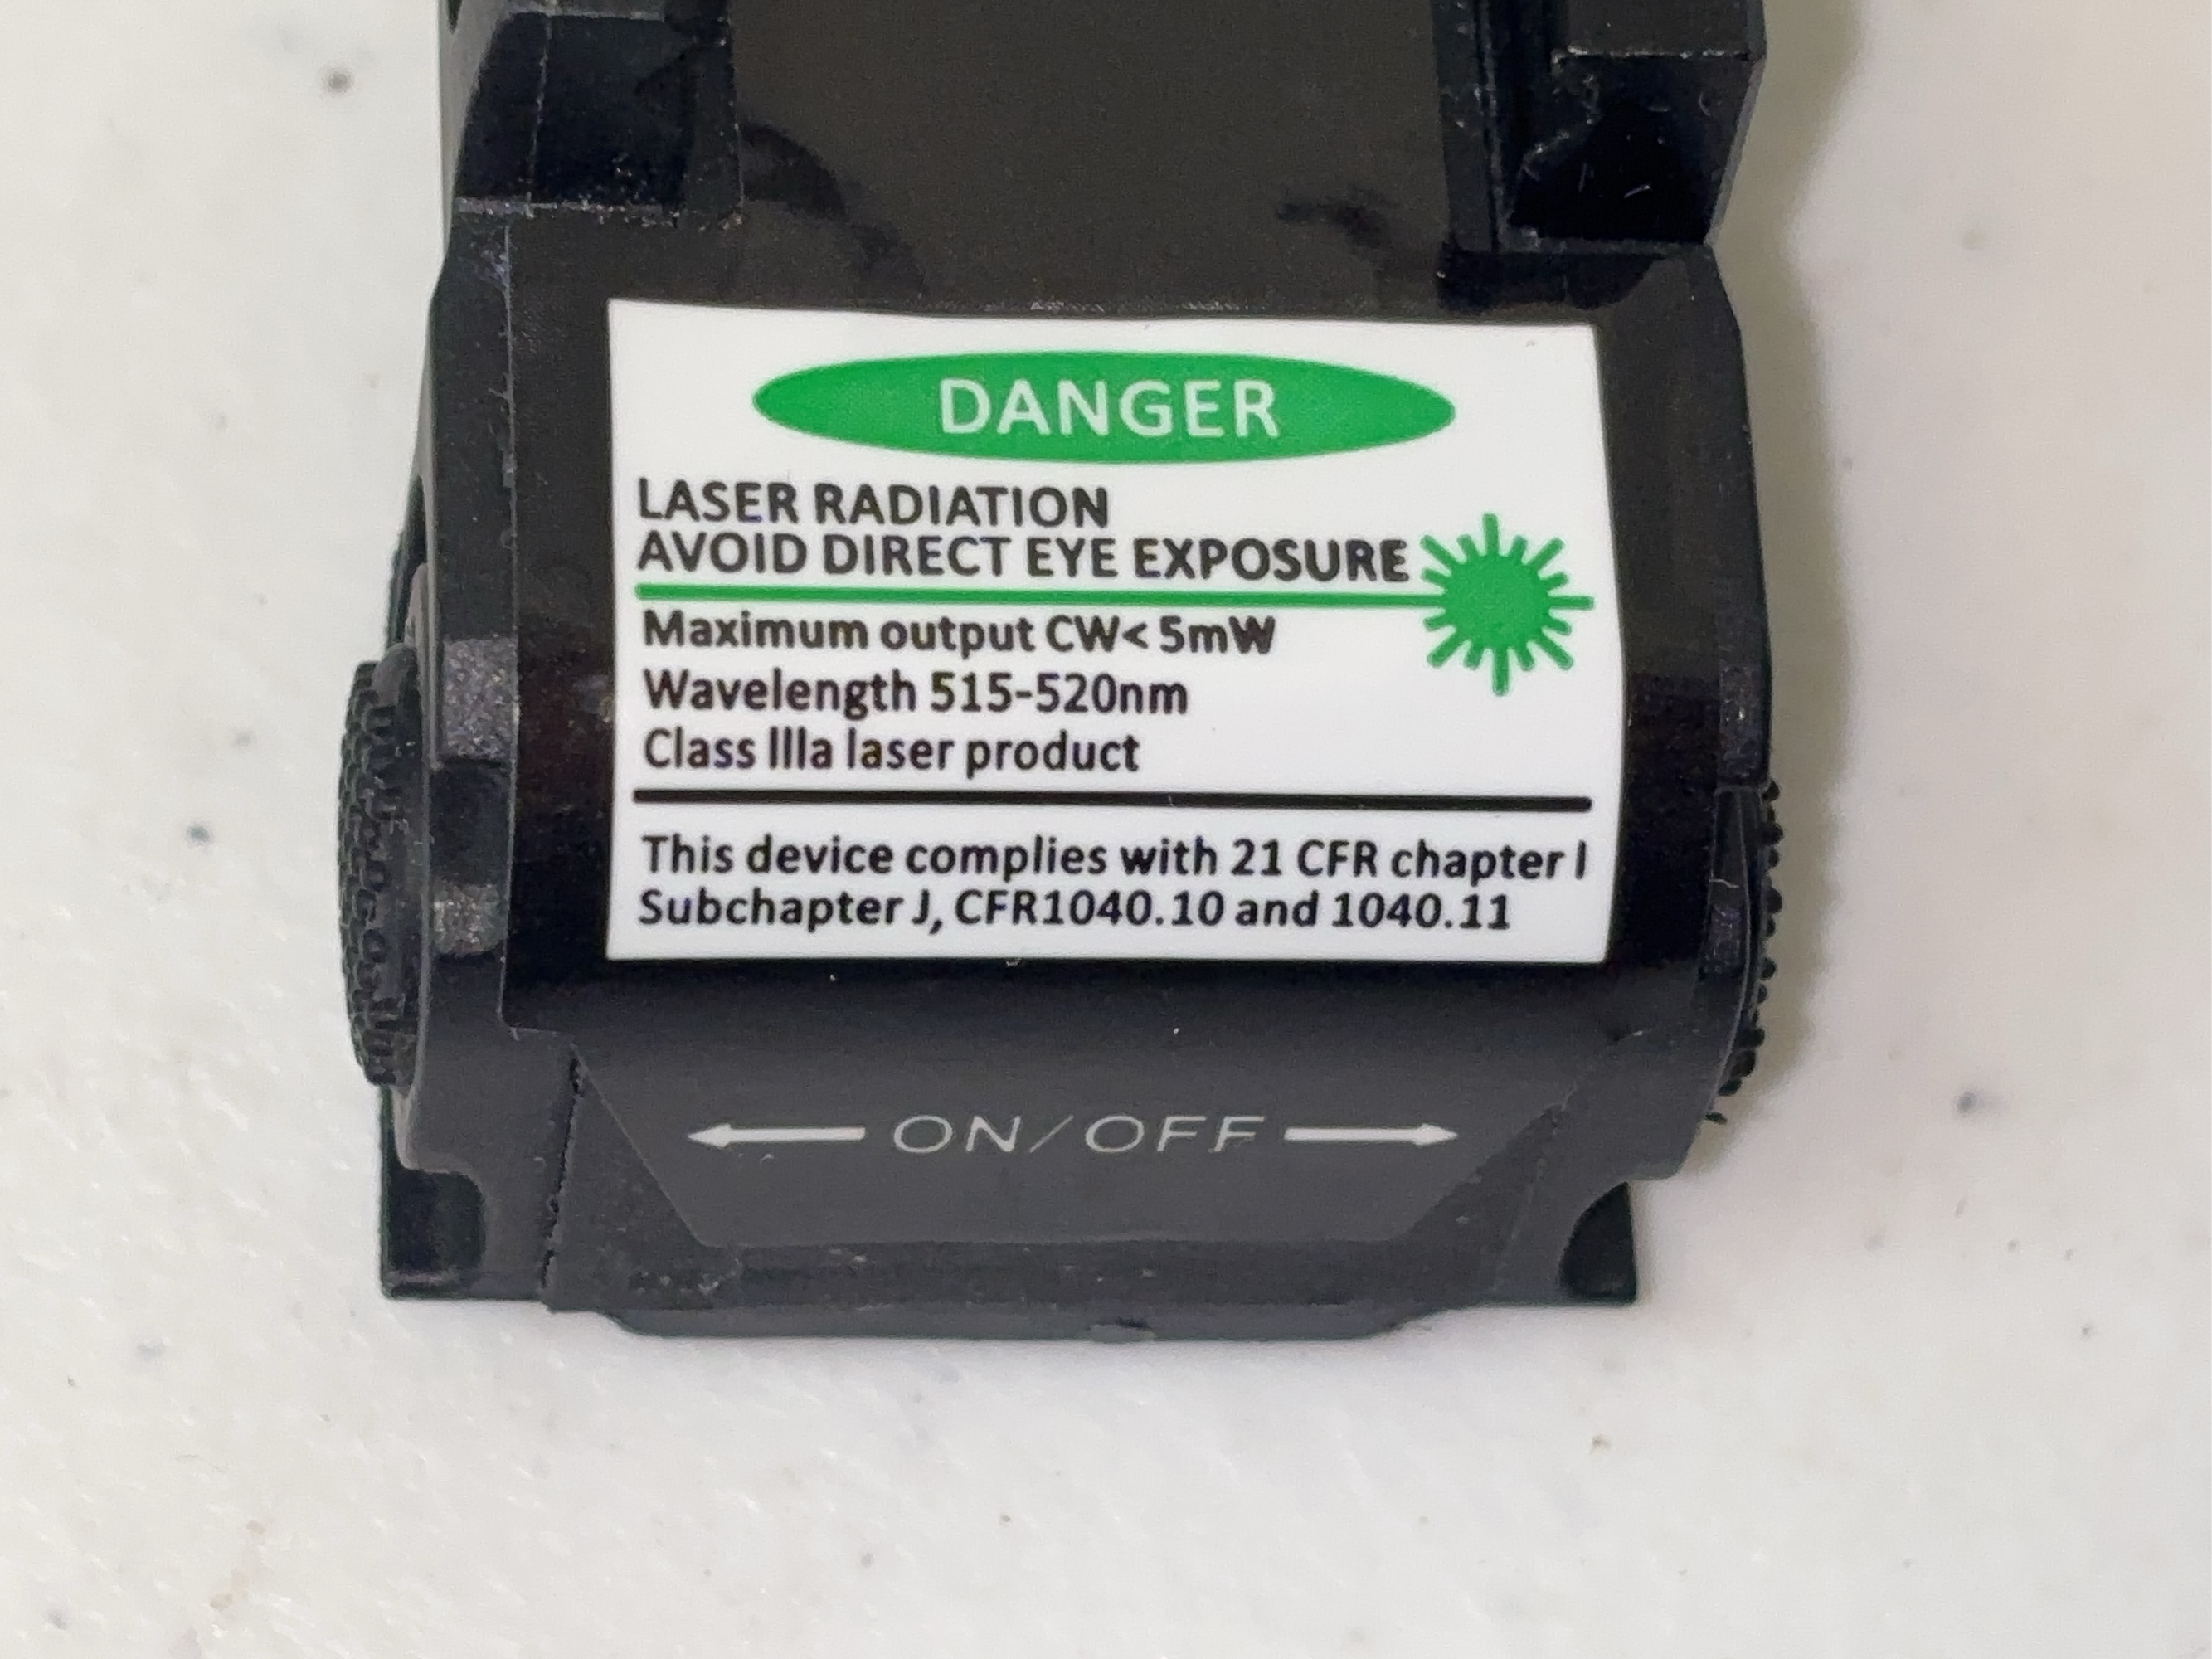 DANGER
LASER RADIATION
AVOID DIRECT EYE EXPOSURE
Maximum output CW< 5mW
Wavelength 515-520nm
Class IIIa laser product
This device complies with 21 CFR chapter I
Subchapter J, CFR1040.10 and 1040.11
ON/OFF